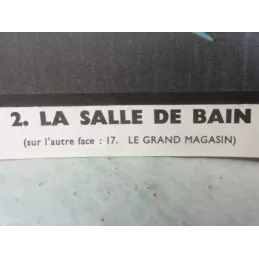 2. LA SALLE DE BAIN
(sur l'autre face : 17. LE GRAND MAGASIN)